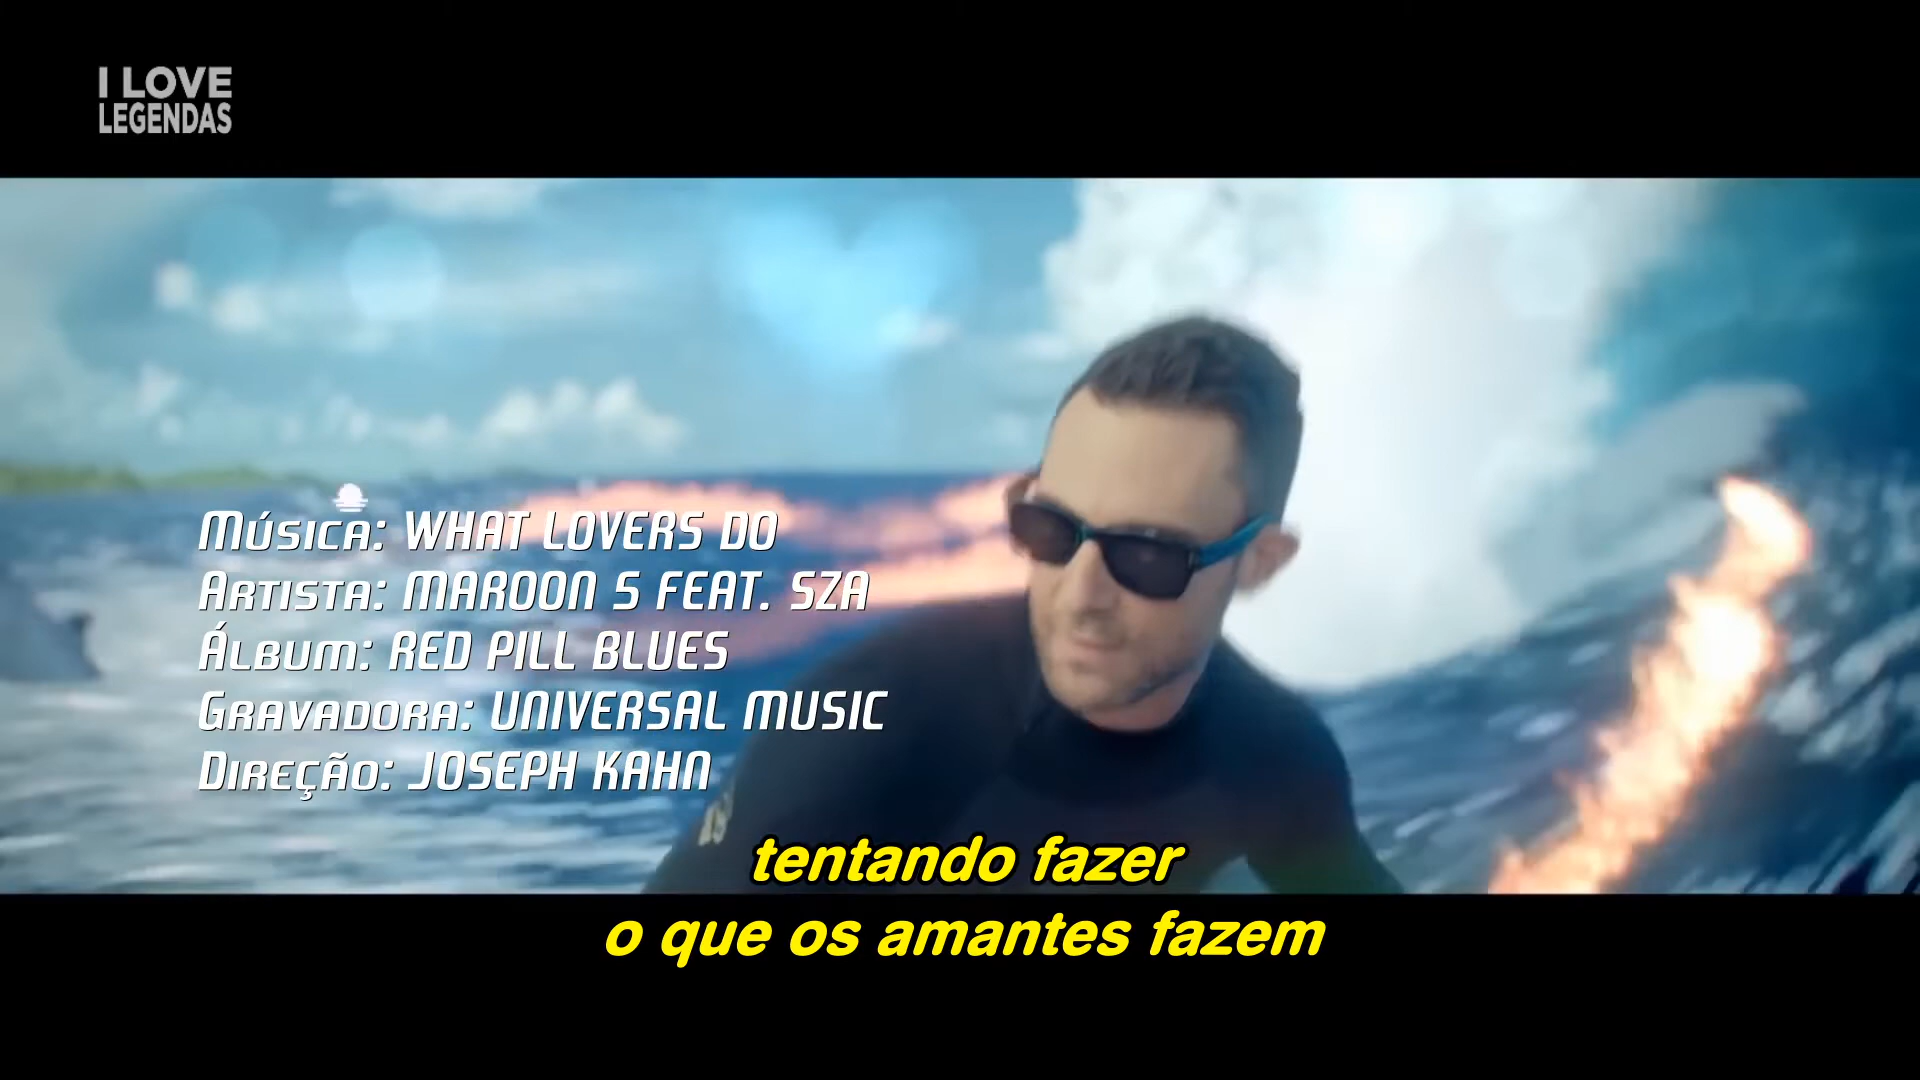 I LOVE
LEGENDAS
Música: WHAT LOVERS DO
Artista: MAROON 5 FEAT. SZA
Álbum: RED PILL BLUES
Gravadora: UNIVERSAL MUSIC
Direção: JOSEPH KAHN
tentando fazer
o que os amantes fazem